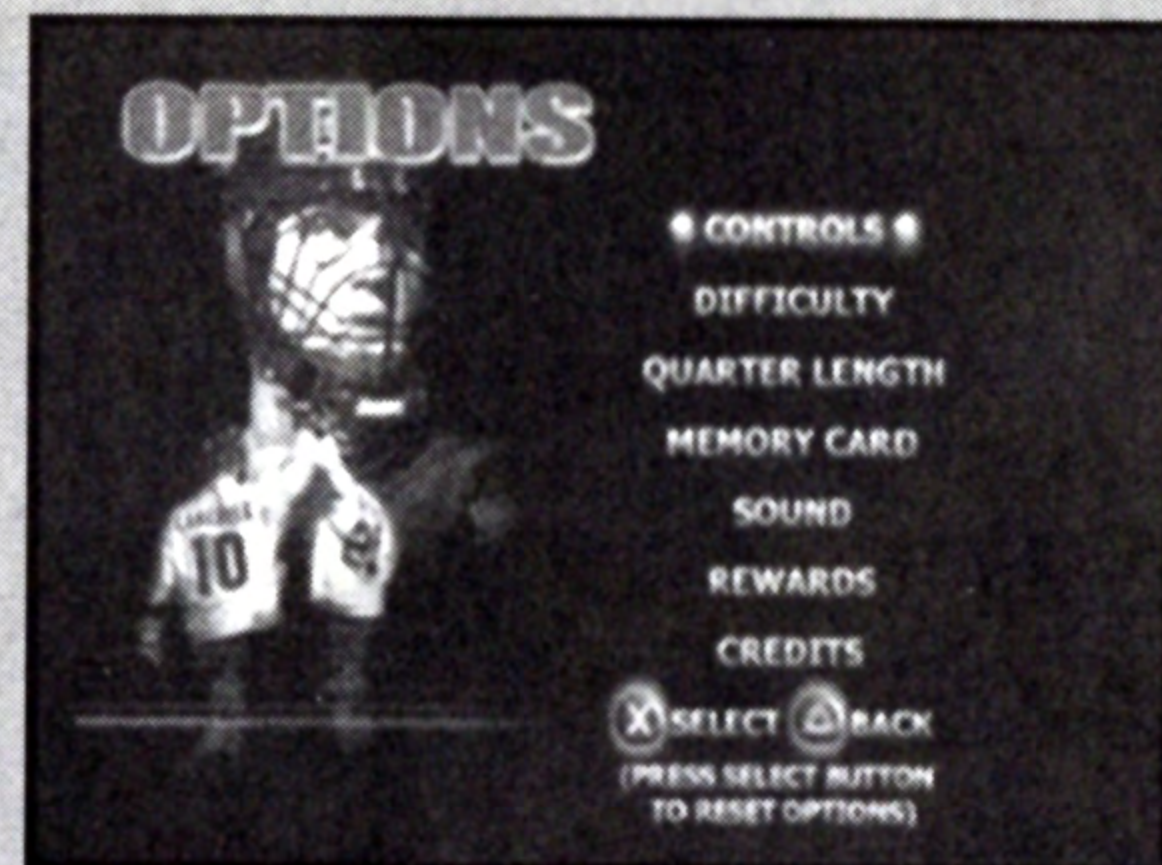 OPTIONS
CONTROLS
DIFFICULTY
QUARTER LENGTH
MEMORY CARD
SOUND
REWARDS
CREDITS
X SELECT △ BACK
(PRESS SELECT BUTTON
TO RESET OPTIONS)
10